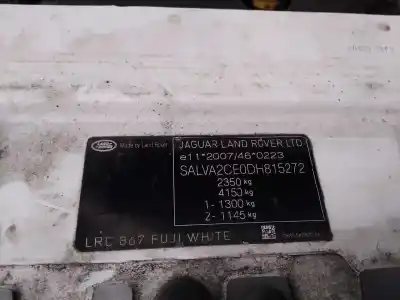 Made by Land Rover
JAGUAR LAND ROVER LTD
e11*2007/46*0223
SALVA2CE0DH815272
2350 kg
4150 kg
1- 1300 kg
2- 1145 kg
LRC 867 FUJI WHITE